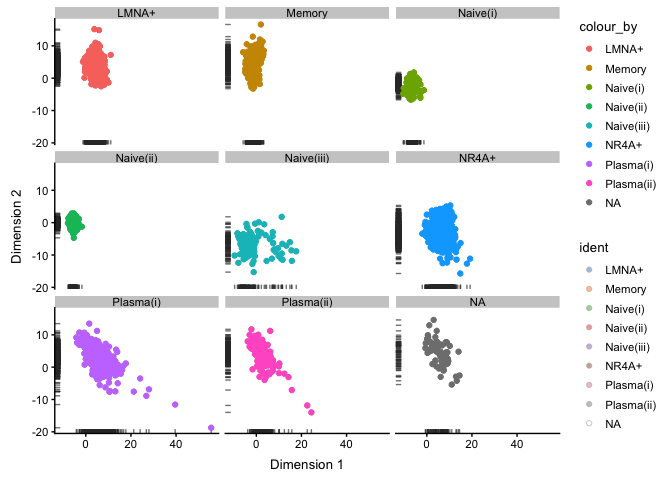 LMNA+ Memory Naive(i)
10
0
-10
-20
Naive(ii) Naive(iii) NR4A+
10
0
-10
-20
Plasma(i) Plasma(ii) NA
10
0
-10
-20
0 20 40 0 20 40 0 20 40
Dimension 1
Dimension 2
colour_by
LMNA+
Memory
Naive(i)
Naive(ii)
Naive(iii)
NR4A+
Plasma(i)
Plasma(ii)
NA
ident
LMNA+
Memory
Naive(i)
Naive(ii)
Naive(iii)
NR4A+
Plasma(i)
Plasma(ii)
NA